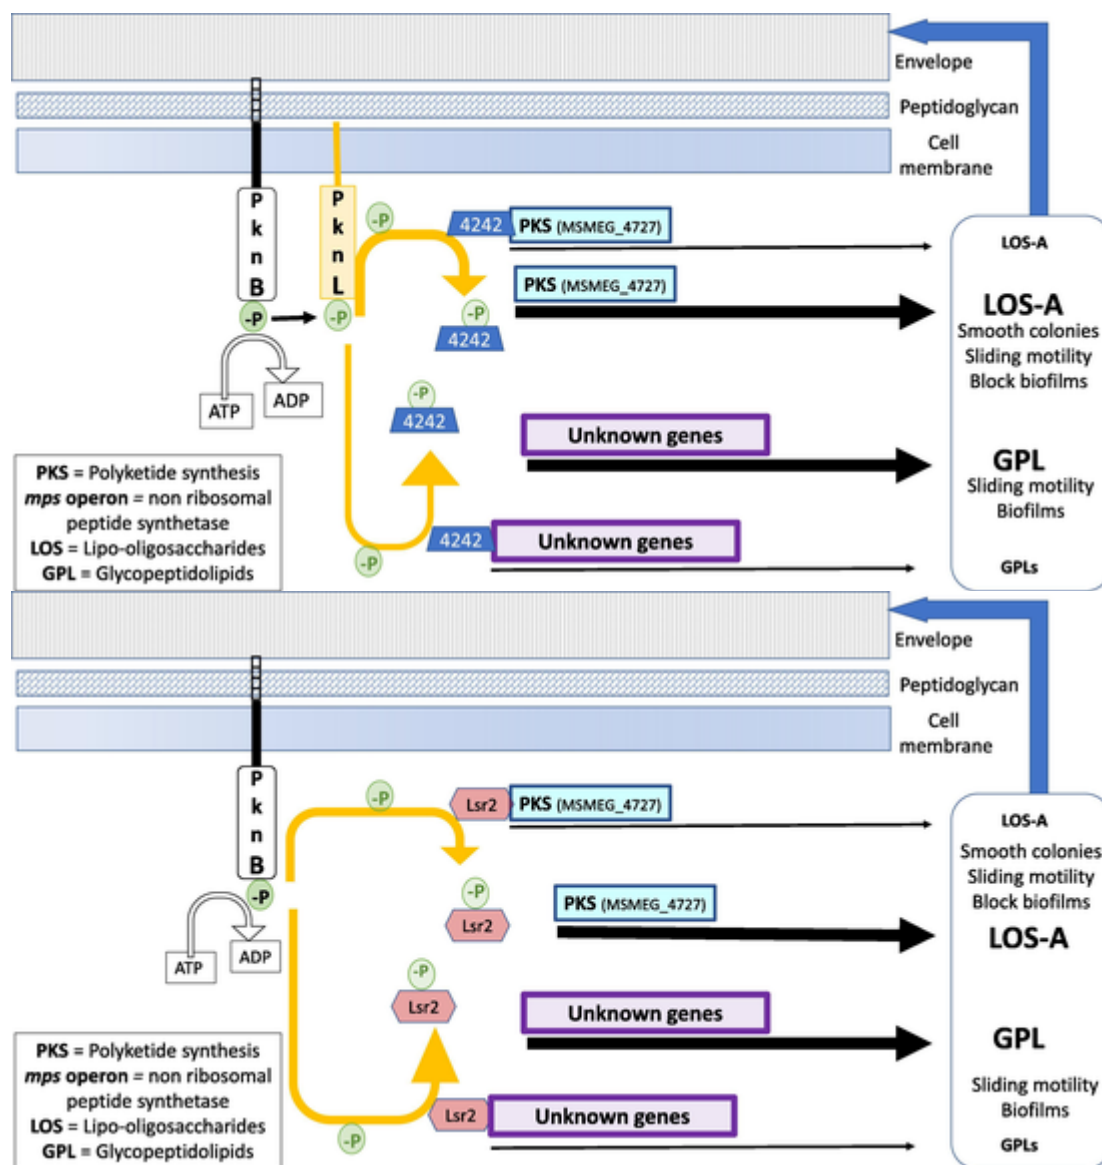 Envelope
Peptidoglycan
Cell
membrane
PknB
PknL
-P
4242
PKS (MSMEG_4727)
LOS-A
PKS (MSMEG_4727)
LOS-A
Smooth colonies
Sliding motility
Block biofilms
-P
-P
-P
4242
ATP
ADP
-P
4242
Unknown genes
GPL
Sliding motility
Biofilms
-P
4242
Unknown genes
GPLs
PKS = Polyketide synthesis
mps operon = non ribosomal
peptide synthetase
LOS = Lipo-oligosaccharides
GPL = Glycopeptidolipids
Envelope
Peptidoglycan
Cell
membrane
PknB
-P
Lsr2
PKS (MSMEG_4727)
LOS-A
Smooth colonies
Sliding motility
Block biofilms
LOS-A
-P
-P
Lsr2
PKS (MSMEG_4727)
ATP
ADP
-P
Lsr2
Unknown genes
GPL
Sliding motility
Biofilms
-P
Lsr2
Unknown genes
GPLs
PKS = Polyketide synthesis
mps operon = non ribosomal
peptide synthetase
LOS = Lipo-oligosaccharides
GPL = Glycopeptidolipids